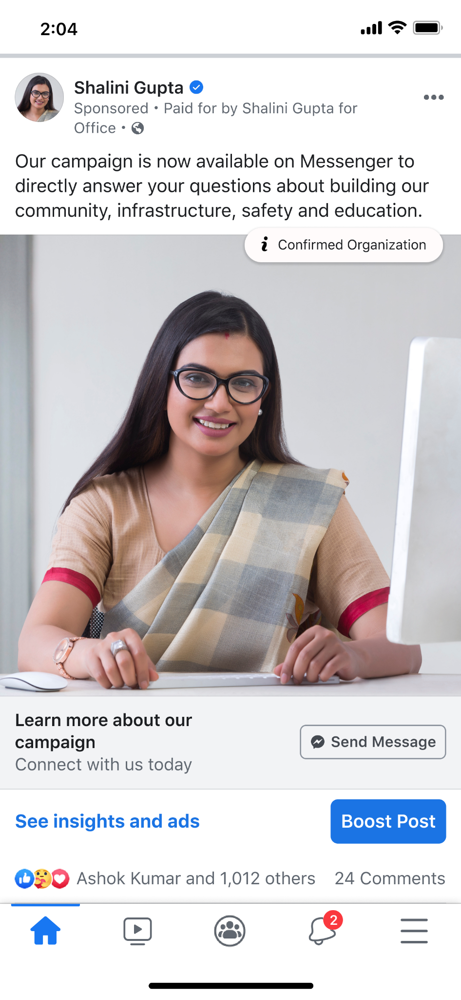 2:04
Shalini Gupta
Sponsored • Paid for by Shalini Gupta for
Office •
Our campaign is now available on Messenger to
directly answer your questions about building our
community, infrastructure, safety and education.
i Confirmed Organization
Learn more about our
campaign
Connect with us today
Send Message
See insights and ads
Boost Post
Ashok Kumar and 1,012 others
24 Comments
2